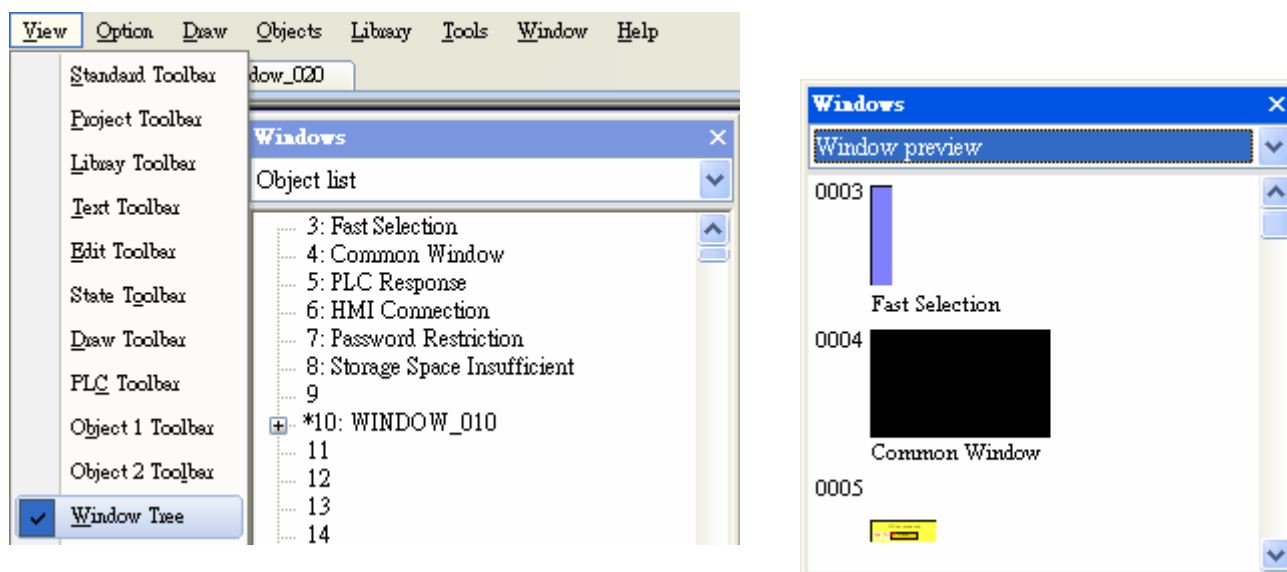 View Option Draw Objects Library Tools Window Help
dow_020
Standard Toolbar
Project Toolbar
Libray Toolbar
Text Toolbar
Edit Toolbar
State Toolbar
Draw Toolbar
PLC Toolbar
Object 1 Toolbar
Object 2 Toolbar
Window Tree
Windows
Object list
3: Fast Selection
4: Common Window
5: PLC Response
6: HMI Connection
7: Password Restriction
8: Storage Space Insufficient
9
*10: WINDOW_010
11
12
13
14
Windows
Window preview
0003
Fast Selection
0004
Common Window
0005